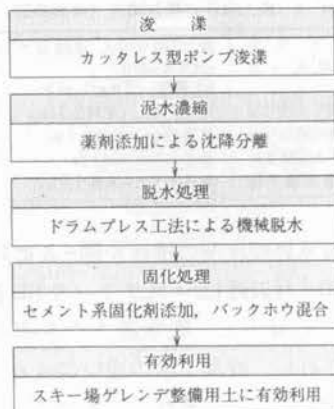 浚　　渫
カッタレス型ポンプ浚渫
泥水濃縮
薬剤添加による沈降分離
脱水処理
ドラムプレス工法による機械脱水
固化処理
セメント系固化剤添加，バックホウ混合
有効利用
スキー場ゲレンデ整備用土に有効利用